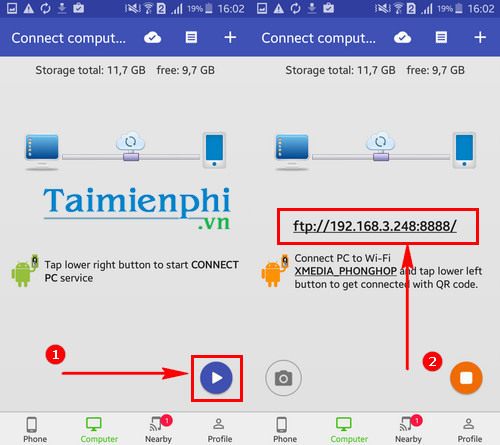 19% 16:02
Connect comput...
Storage total: 11,7 GB free: 9,7 GB
Taimienphi
.vn
Tap lower right button to start CONNECT
PC service
1
Phone
Computer
Nearby
1
Profile
19% 16:02
Connect comput...
Storage total: 11,7 GB free: 9,7 GB
ftp://192.168.3.248:8888/
Connect PC to Wi-Fi
XMEDIA_PHONGHOP and tap lower left
button to get connected with QR code.
2
Phone
Computer
Nearby
1
Profile